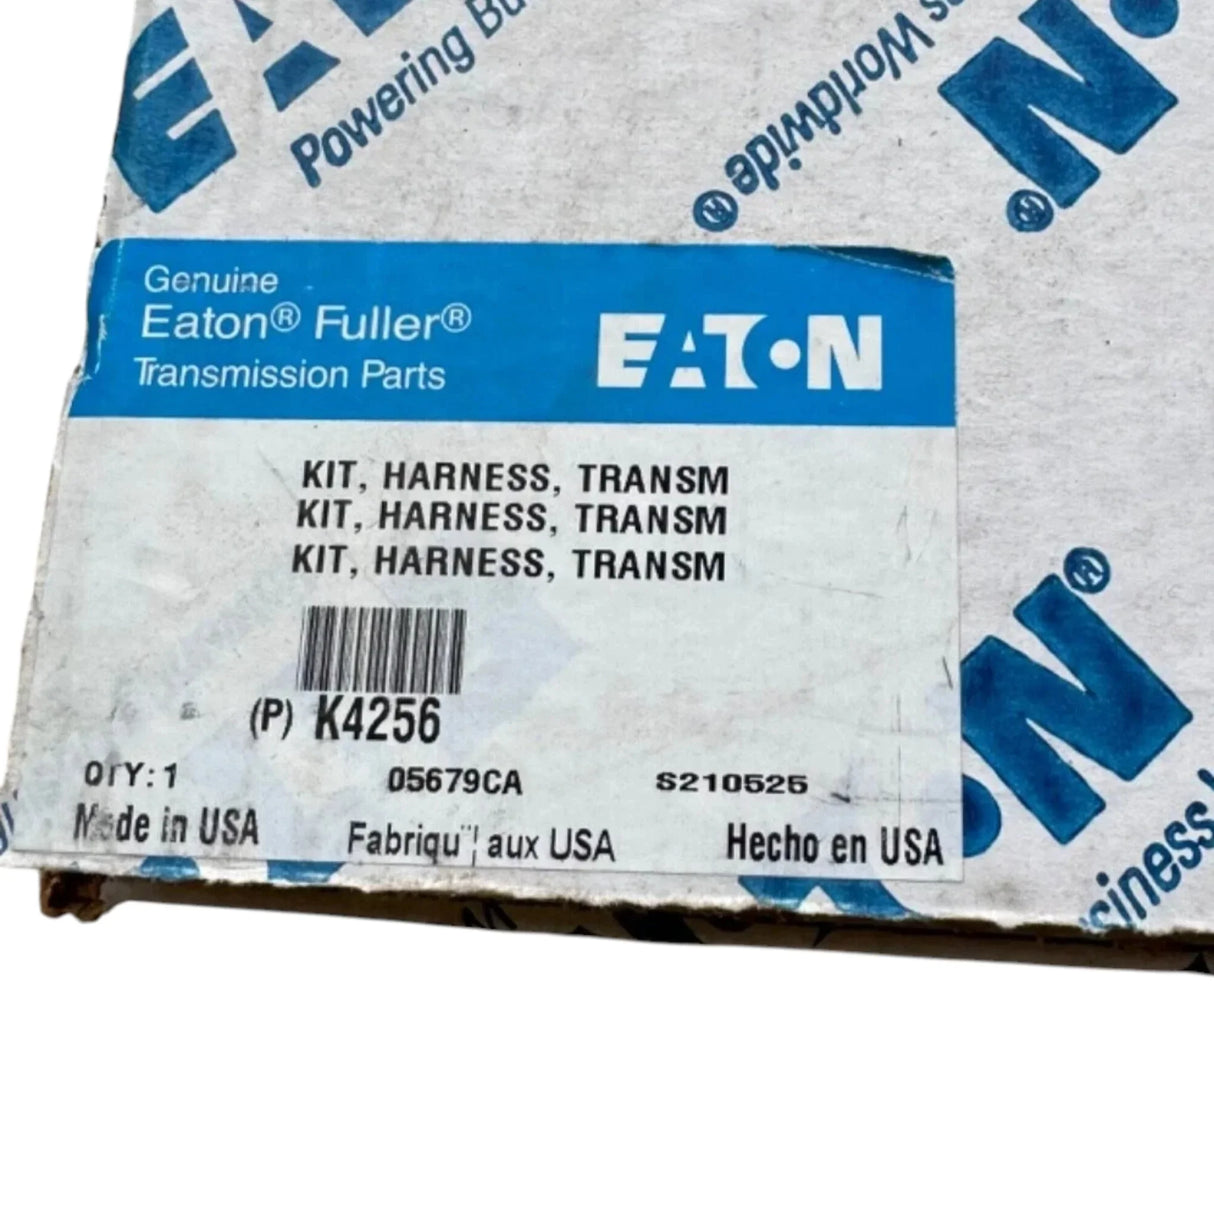 Powering Bu
s Worldwide®
N®
Genuine
Eaton® Fuller®
Transmission Parts
EATON
KIT, HARNESS, TRANSM
KIT, HARNESS, TRANSM
KIT, HARNESS, TRANSM
(P) K4256
QTY: 1 05679CA S210525
Made in USA Fabriqu¨¦ aux USA Hecho en USA
N®
siness